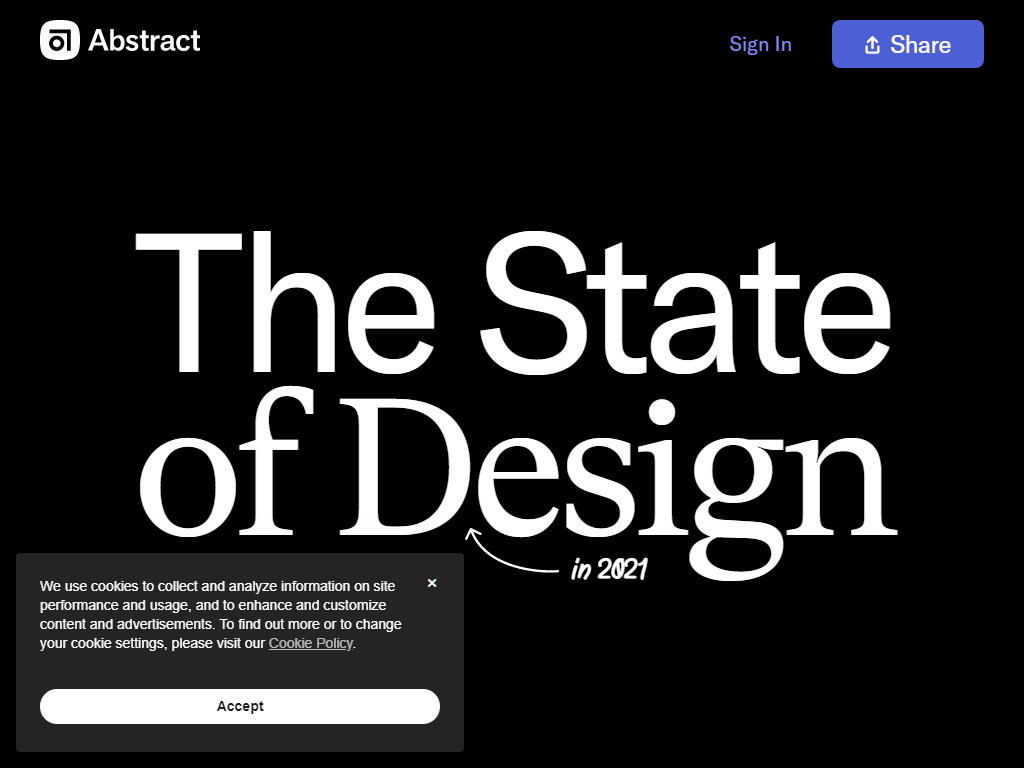 Abstract
Sign In
Share
The State
of Design
in 2021
We use cookies to collect and analyze information on site
performance and usage, and to enhance and customize
content and advertisements. To find out more or to change
your cookie settings, please visit our Cookie Policy.
×
Accept